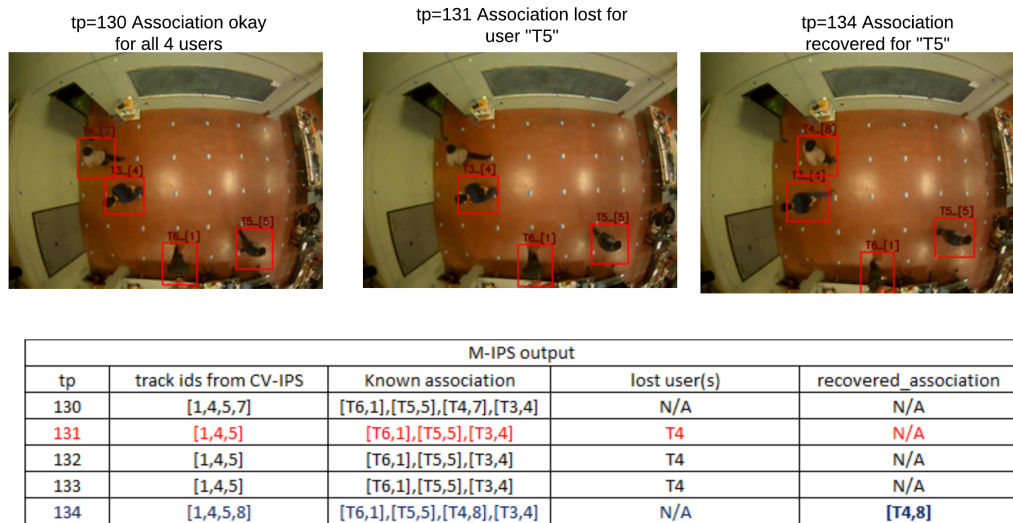 tp=130 Association okay
for all 4 users
tp=131 Association lost for
user "T5"
tp=134 Association
recovered for "T5"
T4_[2]
T3_[4]
T5_[5]
T6_[1]
T3_[4]
T5_[5]
T6_[1]
T4_[8]
T3_[4]
T5_[5]
T6_[1]
M-IPS output
tp track ids from CV-IPS Known association lost user(s) recovered_association
130 [1,4,5,7] [T6,1],[T5,5],[T4,7],[T3,4] N/A N/A
131 [1,4,5] [T6,1],[T5,5],[T3,4] T4 N/A
132 [1,4,5] [T6,1],[T5,5],[T3,4] T4 N/A
133 [1,4,5] [T6,1],[T5,5],[T3,4] T4 N/A
134 [1,4,5,8] [T6,1],[T5,5],[T4,8],[T3,4] N/A [T4,8]